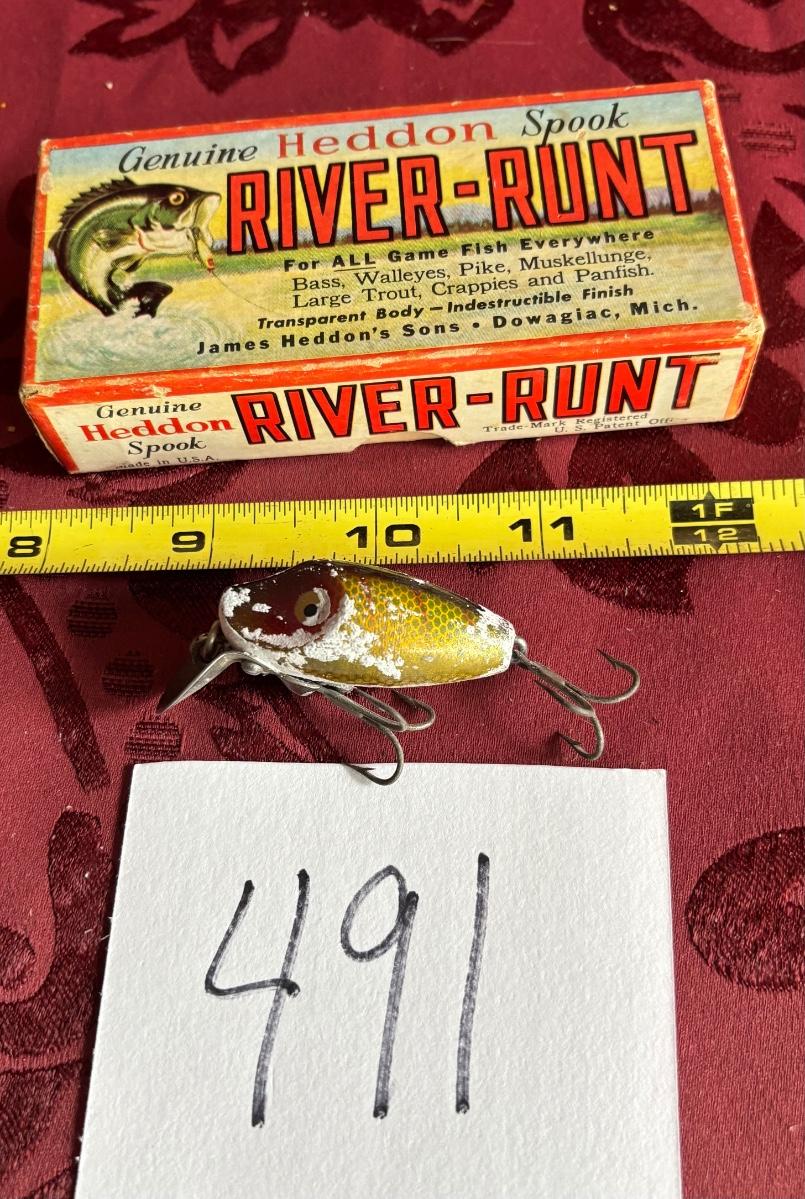 Genuine Heddon Spook
RIVER-RUNT
For ALL Game Fish Everywhere
Bass, Walleyes, Pike, Muskellunge,
Large Trout, Crappies and Panfish.
Transparent Body — Indestructible Finish
James Heddon's Sons • Dowagiac, Mich.
Genuine
Heddon
Spook
RIVER-RUNT
Made in U.S.A.
Trade-Mark Registered
U. S. Patent
8 9 10 11 1F
12
491